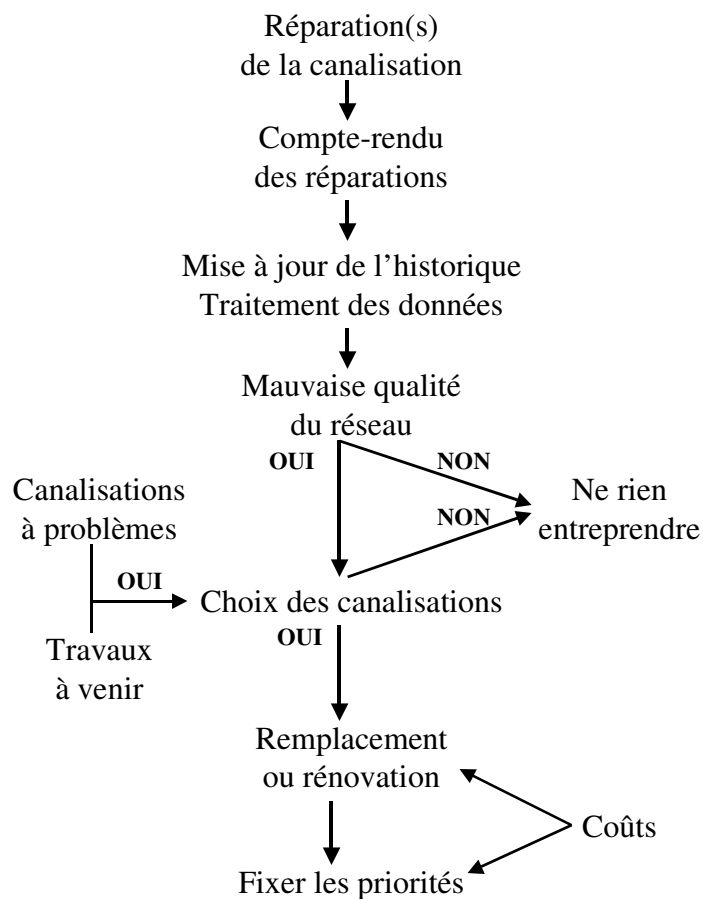 Réparation(s)
de la canalisation
Compte-rendu
des réparations
Mise à jour de l’historique
Traitement des données
Mauvaise qualité
du réseau
OUI
NON
Canalisations
à problèmes
Ne rien
entreprendre
NON
OUI
Choix des canalisations
OUI
Travaux
à venir
Remplacement
ou rénovation
Coûts
Fixer les priorités